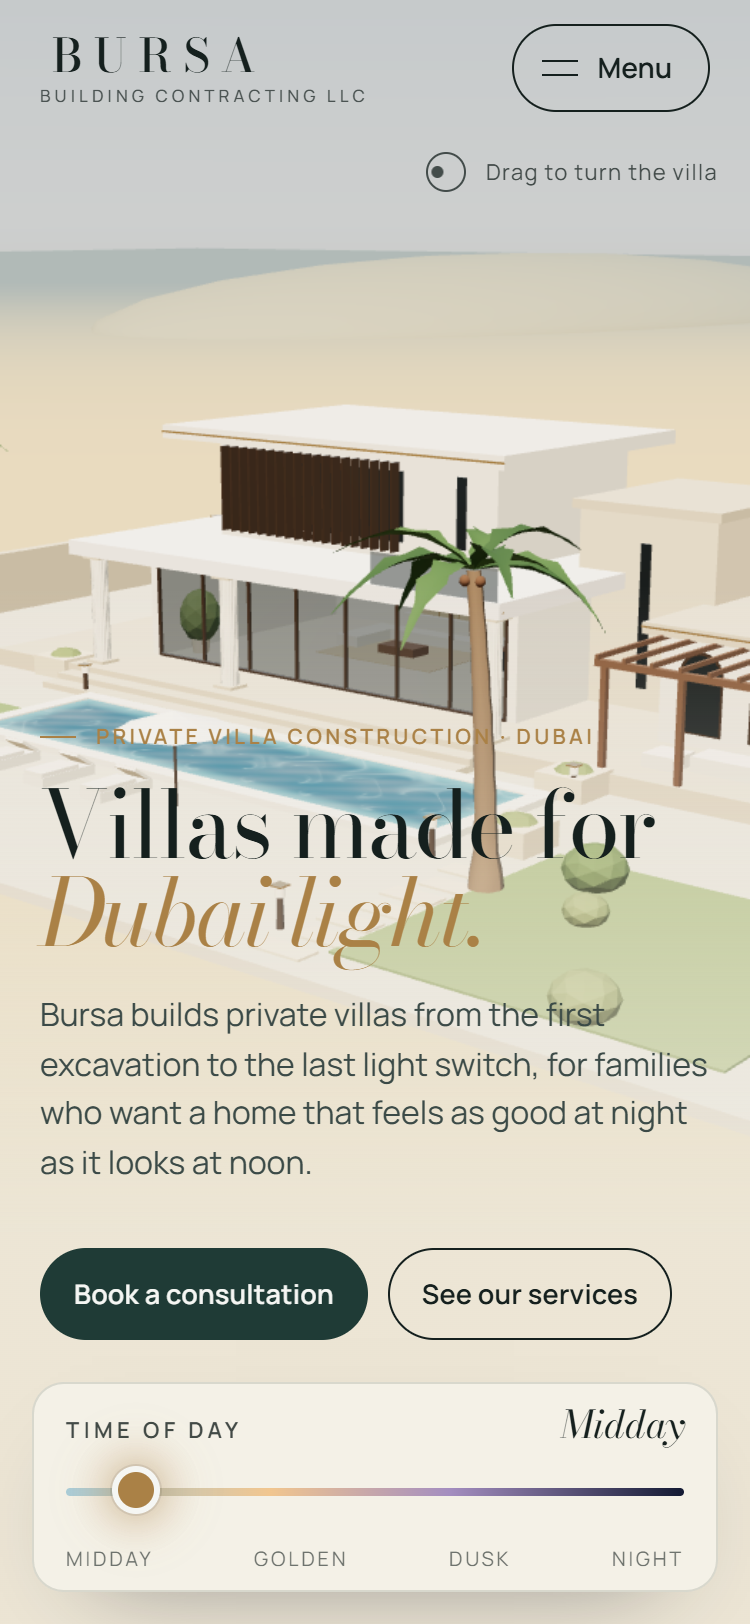 BURSA
BUILDING CONTRACTING LLC
Menu
Drag to turn the villa
PRIVATE VILLA CONSTRUCTION · DUBAI
Villas made for
Dubai light.
Bursa builds private villas from the first
excavation to the last light switch, for families
who want a home that feels as good at night
as it looks at noon.
Book a consultation
See our services
TIME OF DAY
Midday
MIDDAY
GOLDEN
DUSK
NIGHT